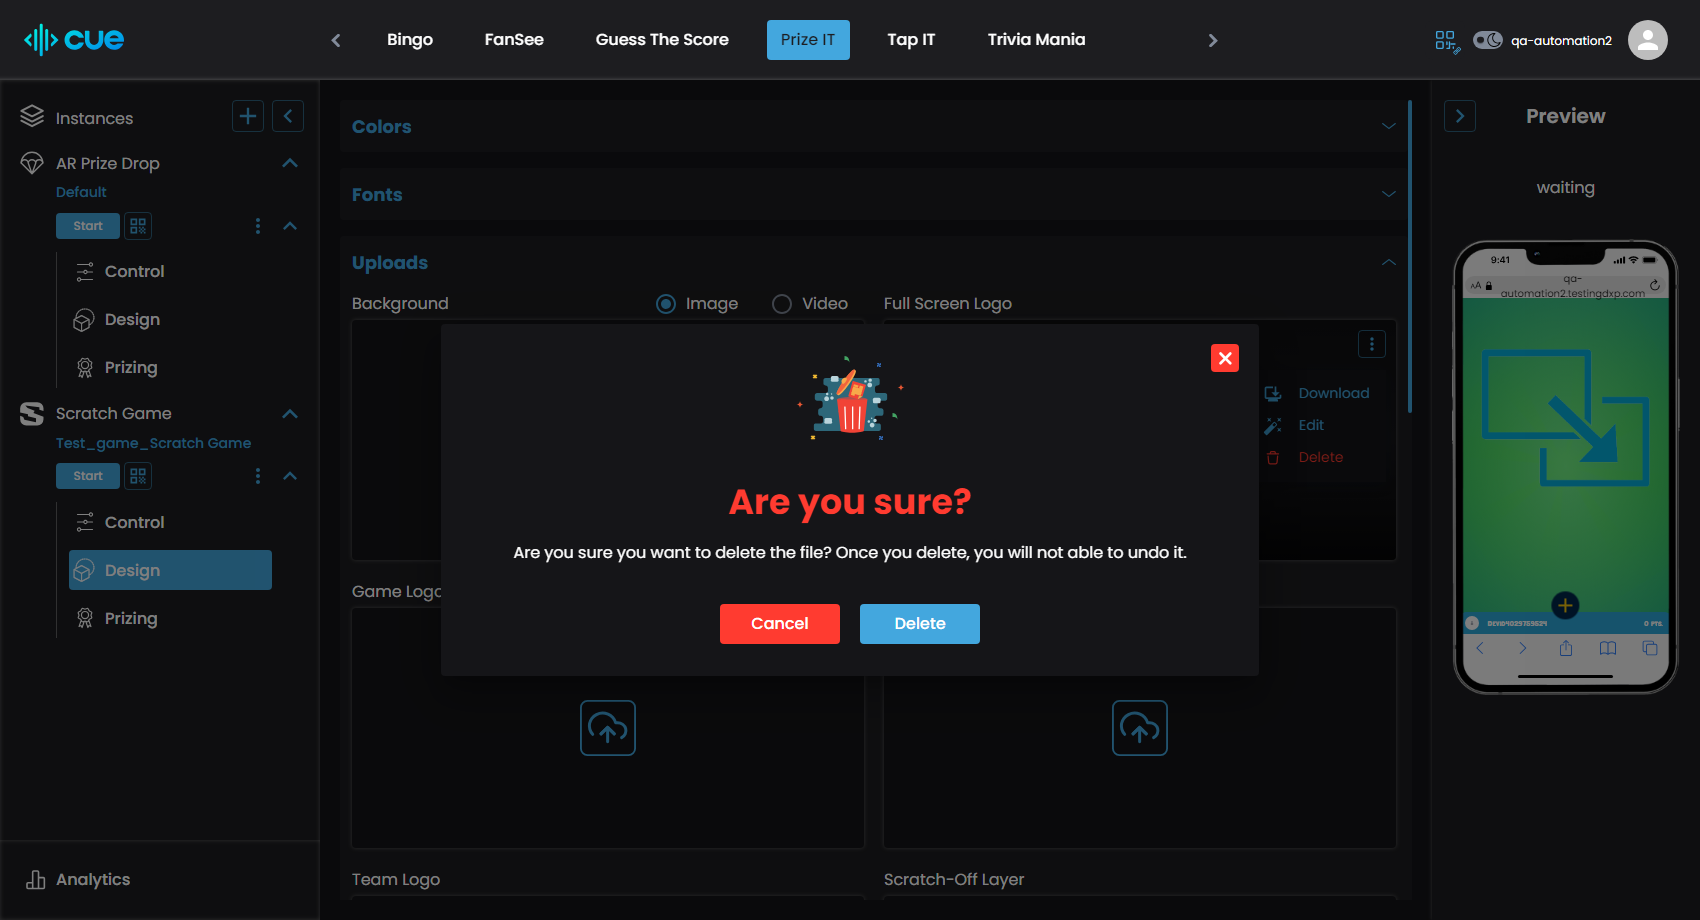 cue
Bingo
FanSee
Guess The Score
Prize IT
Tap IT
Trivia Mania
qa-automation2
Instances
AR Prize Drop
Default
Start
Control
Design
Prizing
Scratch Game
Test_game_Scratch Game
Start
Control
Design
Prizing
Analytics
Colors
Fonts
Uploads
Background
Image
Video
Full Screen Logo
Download
Edit
Delete
Game Logo
Team Logo
Scratch-Off Layer
Are you sure?
Are you sure you want to delete the file? Once you delete, you will not able to undo it.
Cancel
Delete
Preview
waiting
9:41
AA
qa-
automation2.testingdxp.com
0 PTS.